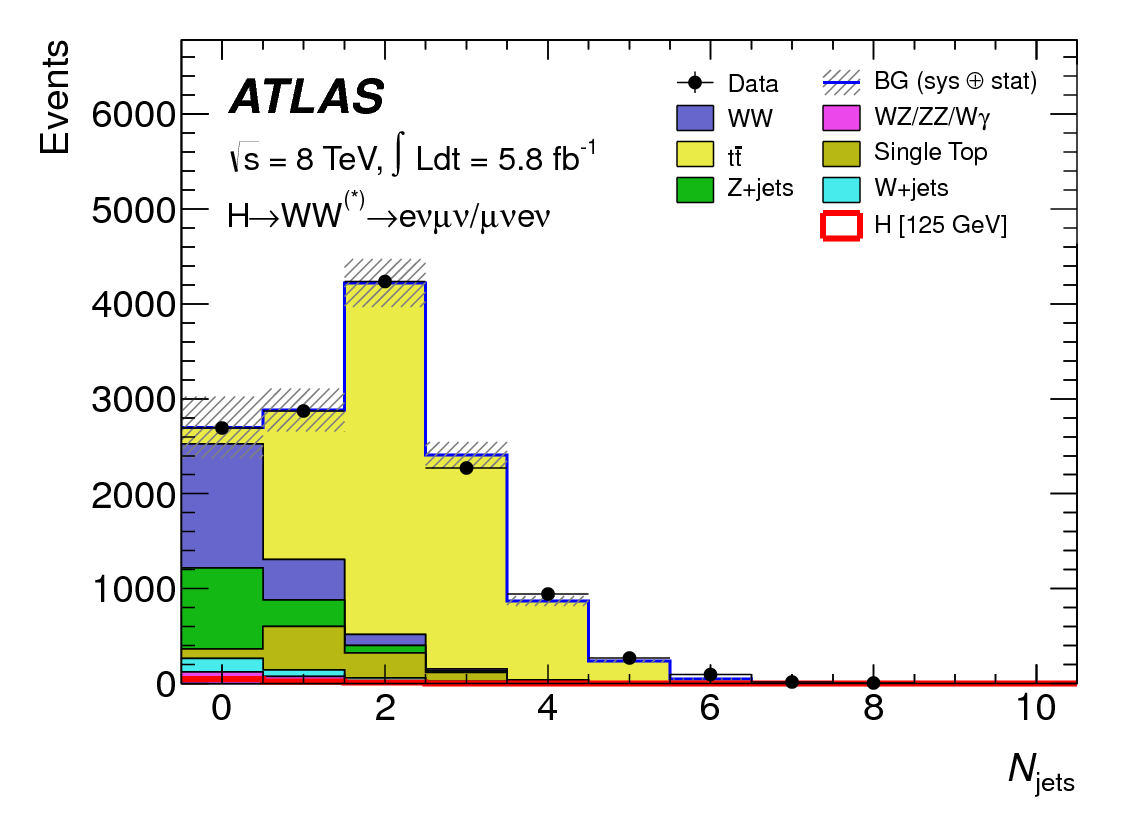 Events
6000
5000
4000
3000
2000
1000
0
ATLAS
√s = 8 TeV, ∫ Ldt = 5.8 fb⁻¹
H→WW⁽*⁾→eνμν/μνeν
Data
WW
tt̄
Z+jets
BG (sys ⊕ stat)
WZ/ZZ/Wγ
Single Top
W+jets
H [125 GeV]
0 2 4 6 8 10
N_jets